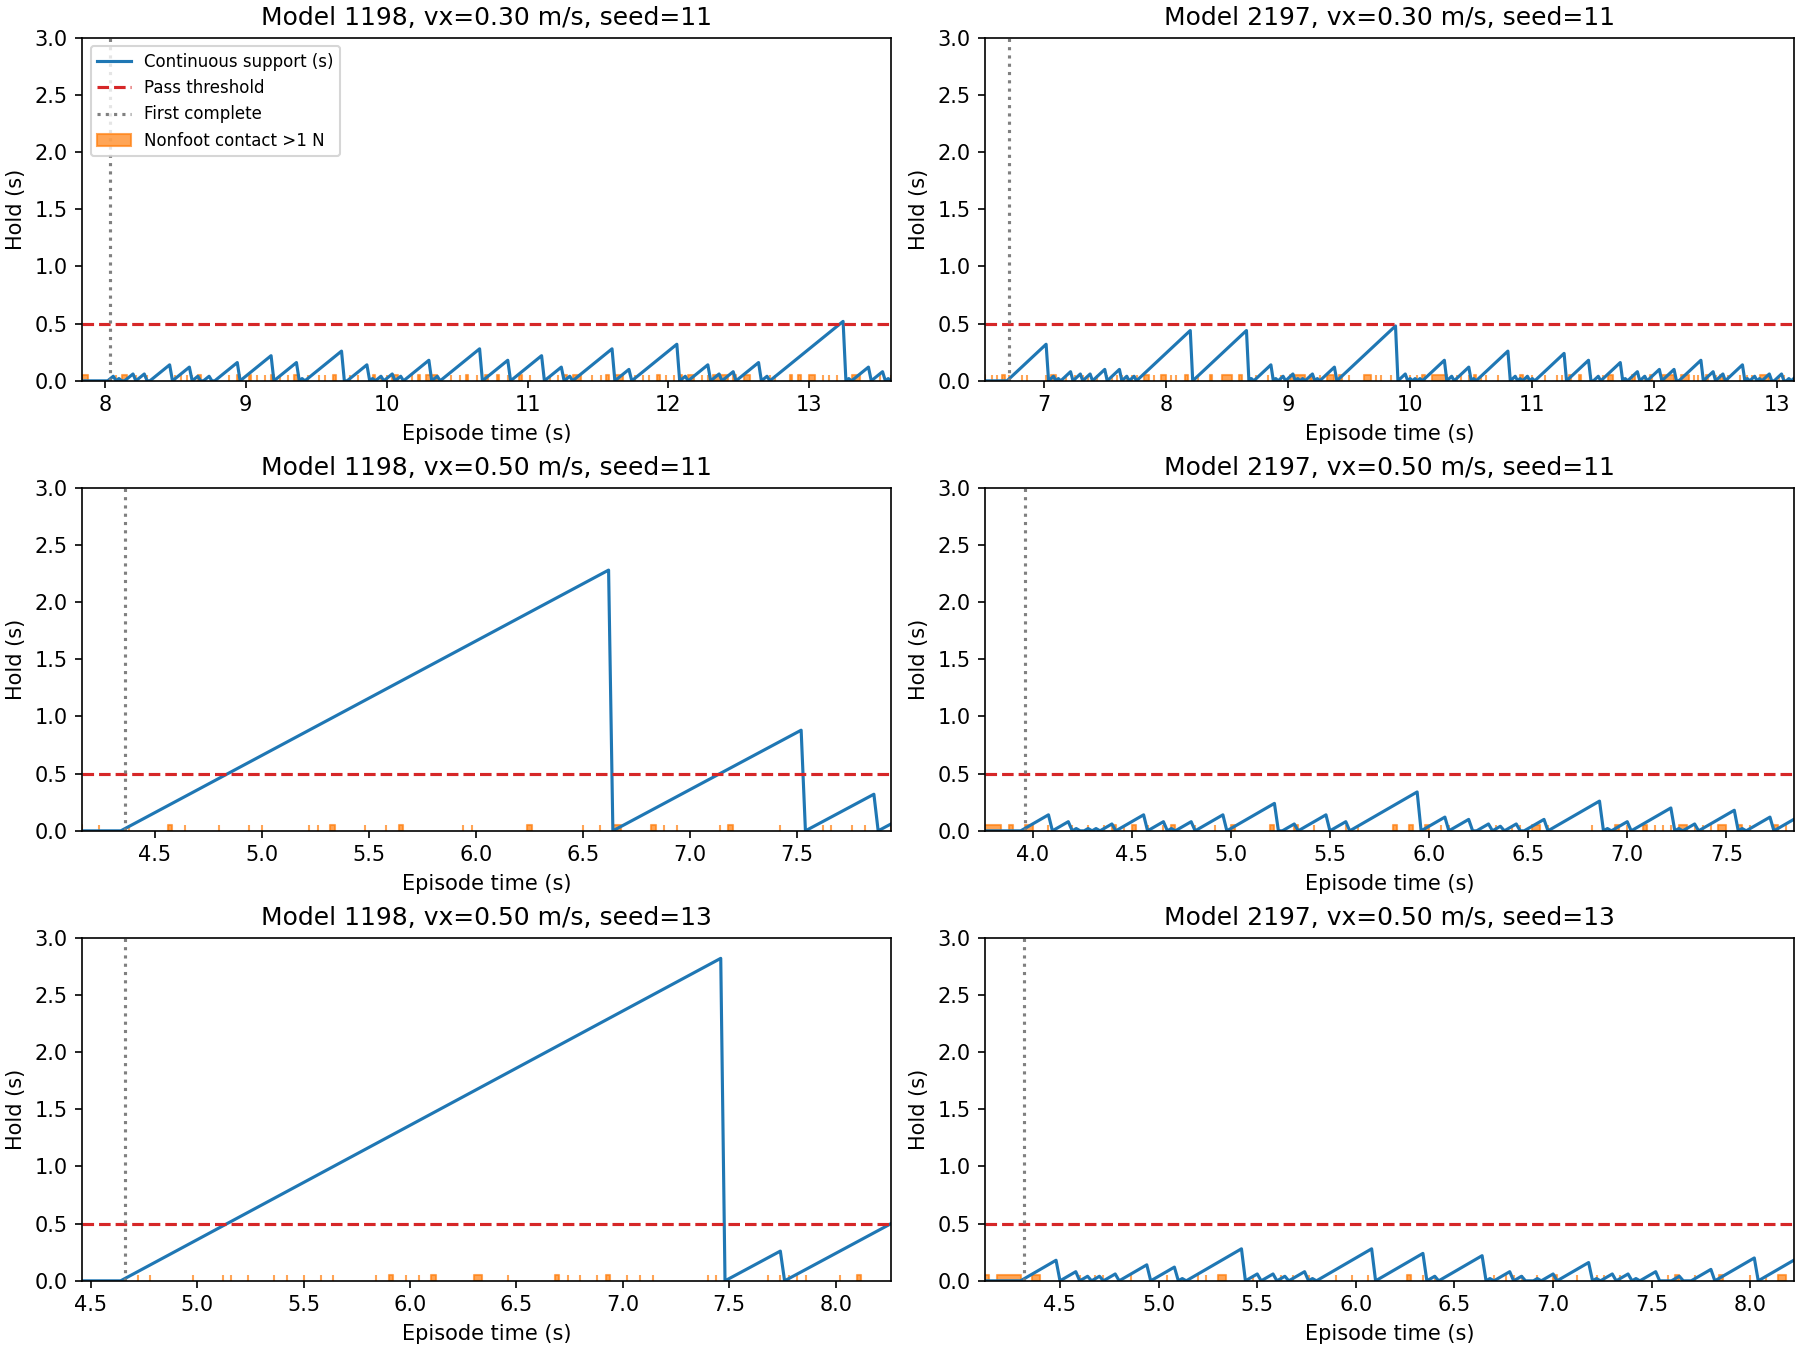 Model 1198, vx=0.30 m/s, seed=11
3.0
2.5
2.0
1.5
1.0
0.5
0.0
Hold (s)
Continuous support (s)
Pass threshold
First complete
Nonfoot contact >1 N
8 9 10 11 12 13
Episode time (s)
Model 2197, vx=0.30 m/s, seed=11
3.0
2.5
2.0
1.5
1.0
0.5
0.0
Hold (s)
7 8 9 10 11 12 13
Episode time (s)
Model 1198, vx=0.50 m/s, seed=11
3.0
2.5
2.0
1.5
1.0
0.5
0.0
Hold (s)
4.5 5.0 5.5 6.0 6.5 7.0 7.5
Episode time (s)
Model 2197, vx=0.50 m/s, seed=11
3.0
2.5
2.0
1.5
1.0
0.5
0.0
Hold (s)
4.0 4.5 5.0 5.5 6.0 6.5 7.0 7.5
Episode time (s)
Model 1198, vx=0.50 m/s, seed=13
3.0
2.5
2.0
1.5
1.0
0.5
0.0
Hold (s)
4.5 5.0 5.5 6.0 6.5 7.0 7.5 8.0
Episode time (s)
Model 2197, vx=0.50 m/s, seed=13
3.0
2.5
2.0
1.5
1.0
0.5
0.0
Hold (s)
4.5 5.0 5.5 6.0 6.5 7.0 7.5 8.0
Episode time (s)